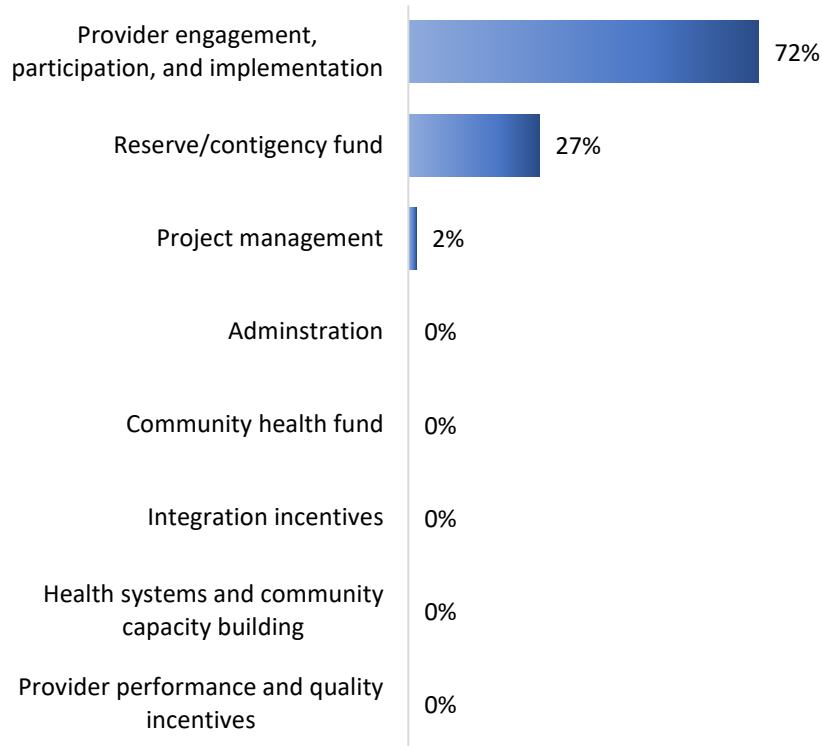 Provider engagement,
participation, and implementation
72%
Reserve/contigency fund
27%
Project management
2%
Adminstration
0%
Community health fund
0%
Integration incentives
0%
Health systems and community
capacity building
0%
Provider performance and quality
incentives
0%